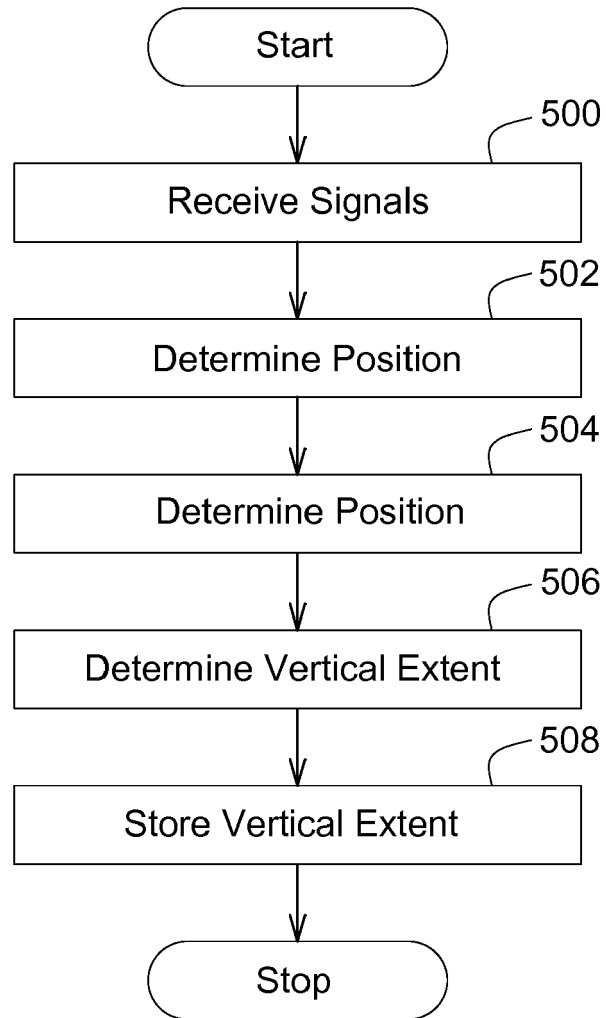 Start
500
Receive Signals
502
Determine Position
504
Determine Position
506
Determine Vertical Extent
508
Store Vertical Extent
Stop